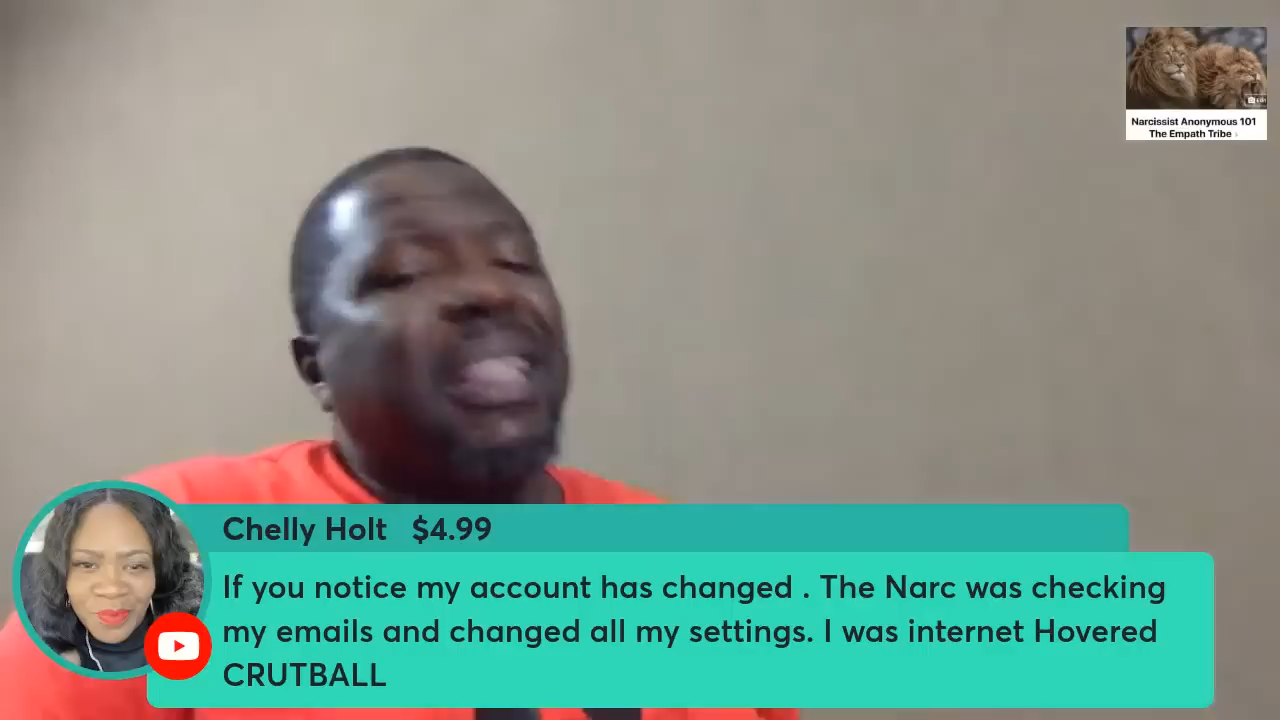 Narcissist Anonymous 101
The Empath Tribe ›
Chelly Holt $4.99
If you notice my account has changed . The Narc was checking
my emails and changed all my settings. I was internet Hovered
CRUTBALL